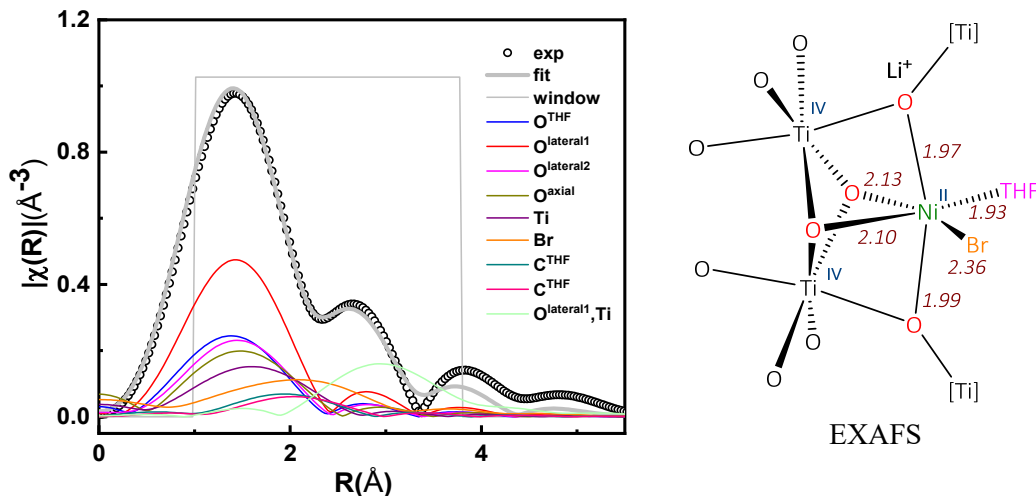 1.2
0.8
0.4
0.0
|χ(R)|(Å⁻³)
0
2
4
R(Å)
exp
fit
window
O^THF
O^lateral1
O^lateral2
O^axial
Ti
Br
C^THF
C^THF
O^lateral1,Ti
[Ti]
Li⁺
O
O
O
IV
Ti
O
O
1.97
O
2.13
II
Ni
THF
1.93
O
2.10
Br
2.36
O
IV
Ti
1.99
O
O
O
[Ti]
EXAFS